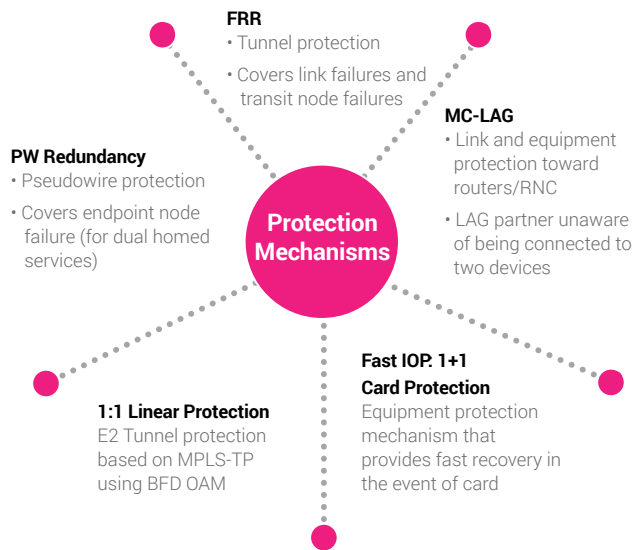 FRR
• Tunnel protection
• Covers link failures and
transit node failures
MC-LAG
• Link and equipment
protection toward
routers/RNC
• LAG partner unaware
of being connected to
two devices
PW Redundancy
• Pseudowire protection
• Covers endpoint node
failure (for dual homed
services)
Protection
Mechanisms
Fast IOP: 1+1
Card Protection
Equipment protection
mechanism that
provides fast recovery in
the event of card
1:1 Linear Protection
E2 Tunnel protection
based on MPLS-TP
using BFD OAM